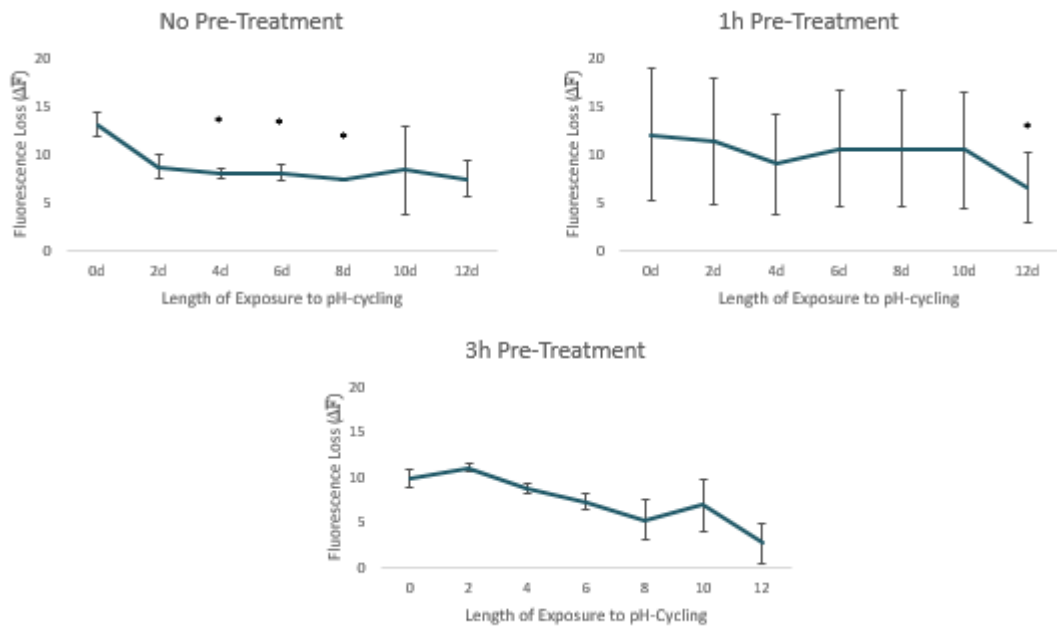 No Pre-Treatment
Fluorescence Loss (ΔF)
20
15
10
5
0
* * *
0d 2d 4d 6d 8d 10d 12d
Length of Exposure to pH-cycling
1h Pre-Treatment
Fluorescence Loss (ΔF)
20
15
10
5
0
*
0d 2d 4d 6d 8d 10d 12d
Length of Exposure to pH-cycling
3h Pre-Treatment
Fluorescence Loss (ΔF)
20
15
10
5
0
0 2 4 6 8 10 12
Length of Exposure to pH-Cycling